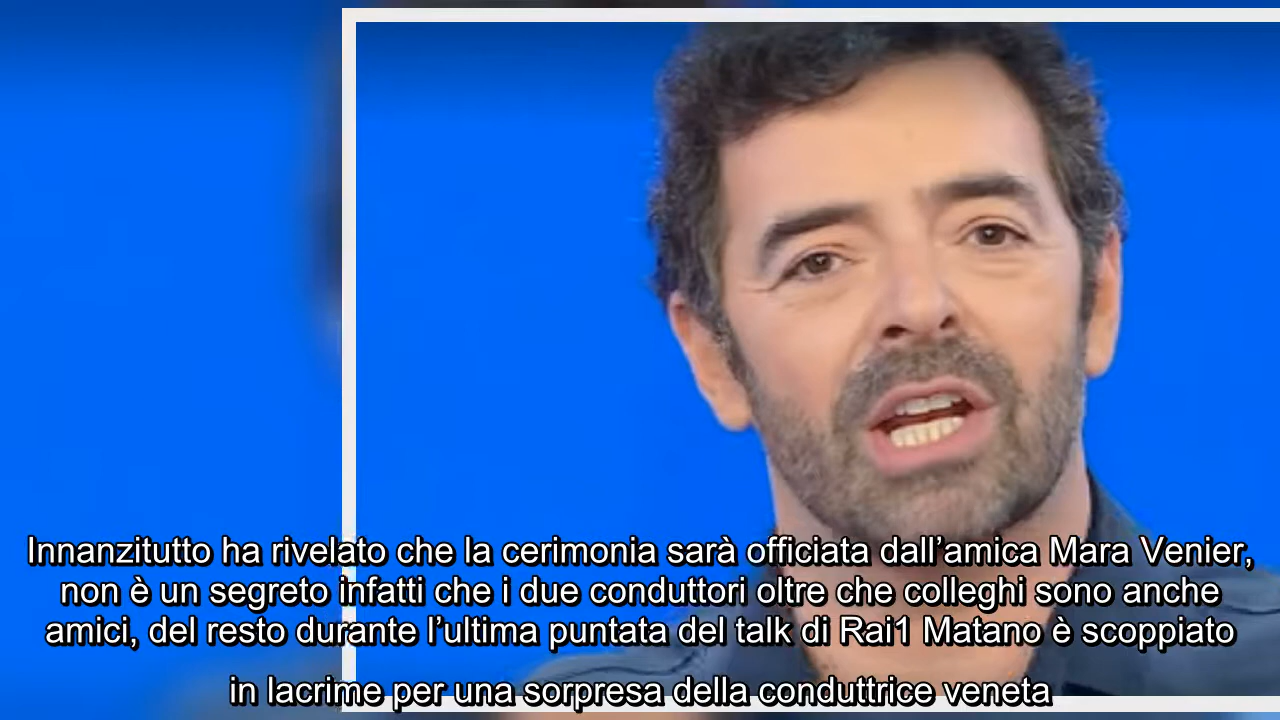 Innanzitutto ha rivelato che la cerimonia sarà officiata dall’amica Mara Venier,
non è un segreto infatti che i due conduttori oltre che colleghi sono anche
amici, del resto durante l’ultima puntata del talk di Rai1 Matano è scoppiato
in lacrime per una sorpresa della conduttrice veneta